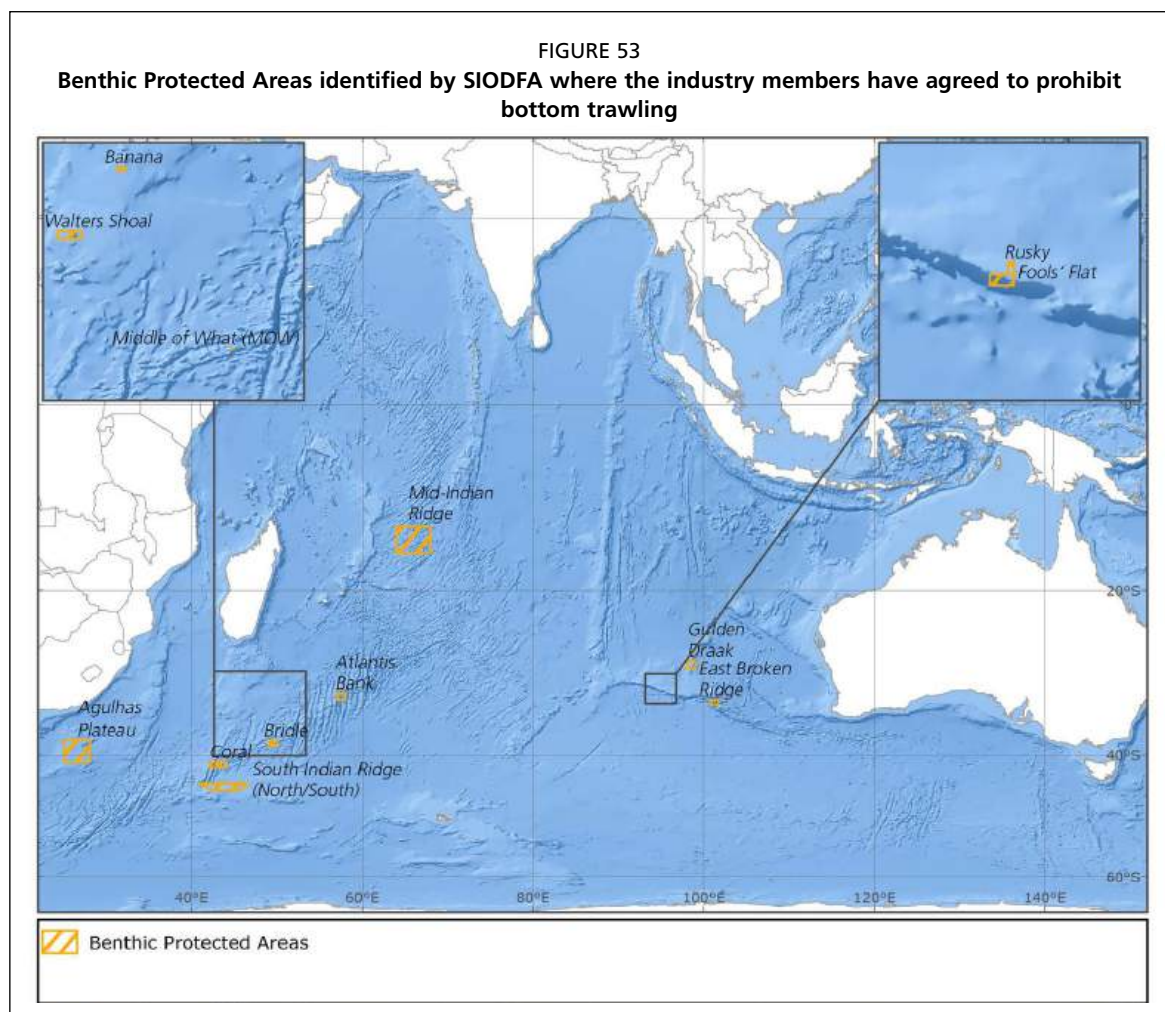 FIGURE 53
Benthic Protected Areas identified by SIODFA where the industry members have agreed to prohibit
bottom trawling
Banana
Walters Shoal
Middle of What (MOW)
Rusky
Fools' Flat
0°
Mid-Indian
Ridge
20°S
Gulden
Draak
East Broken
Ridge
Atlantis
Bank
Agulhas
Plateau
Bridle
Coral
South Indian Ridge
(North/South)
40°S
60°S
40°E
60°E
80°E
100°E
120°E
140°E
Benthic Protected Areas